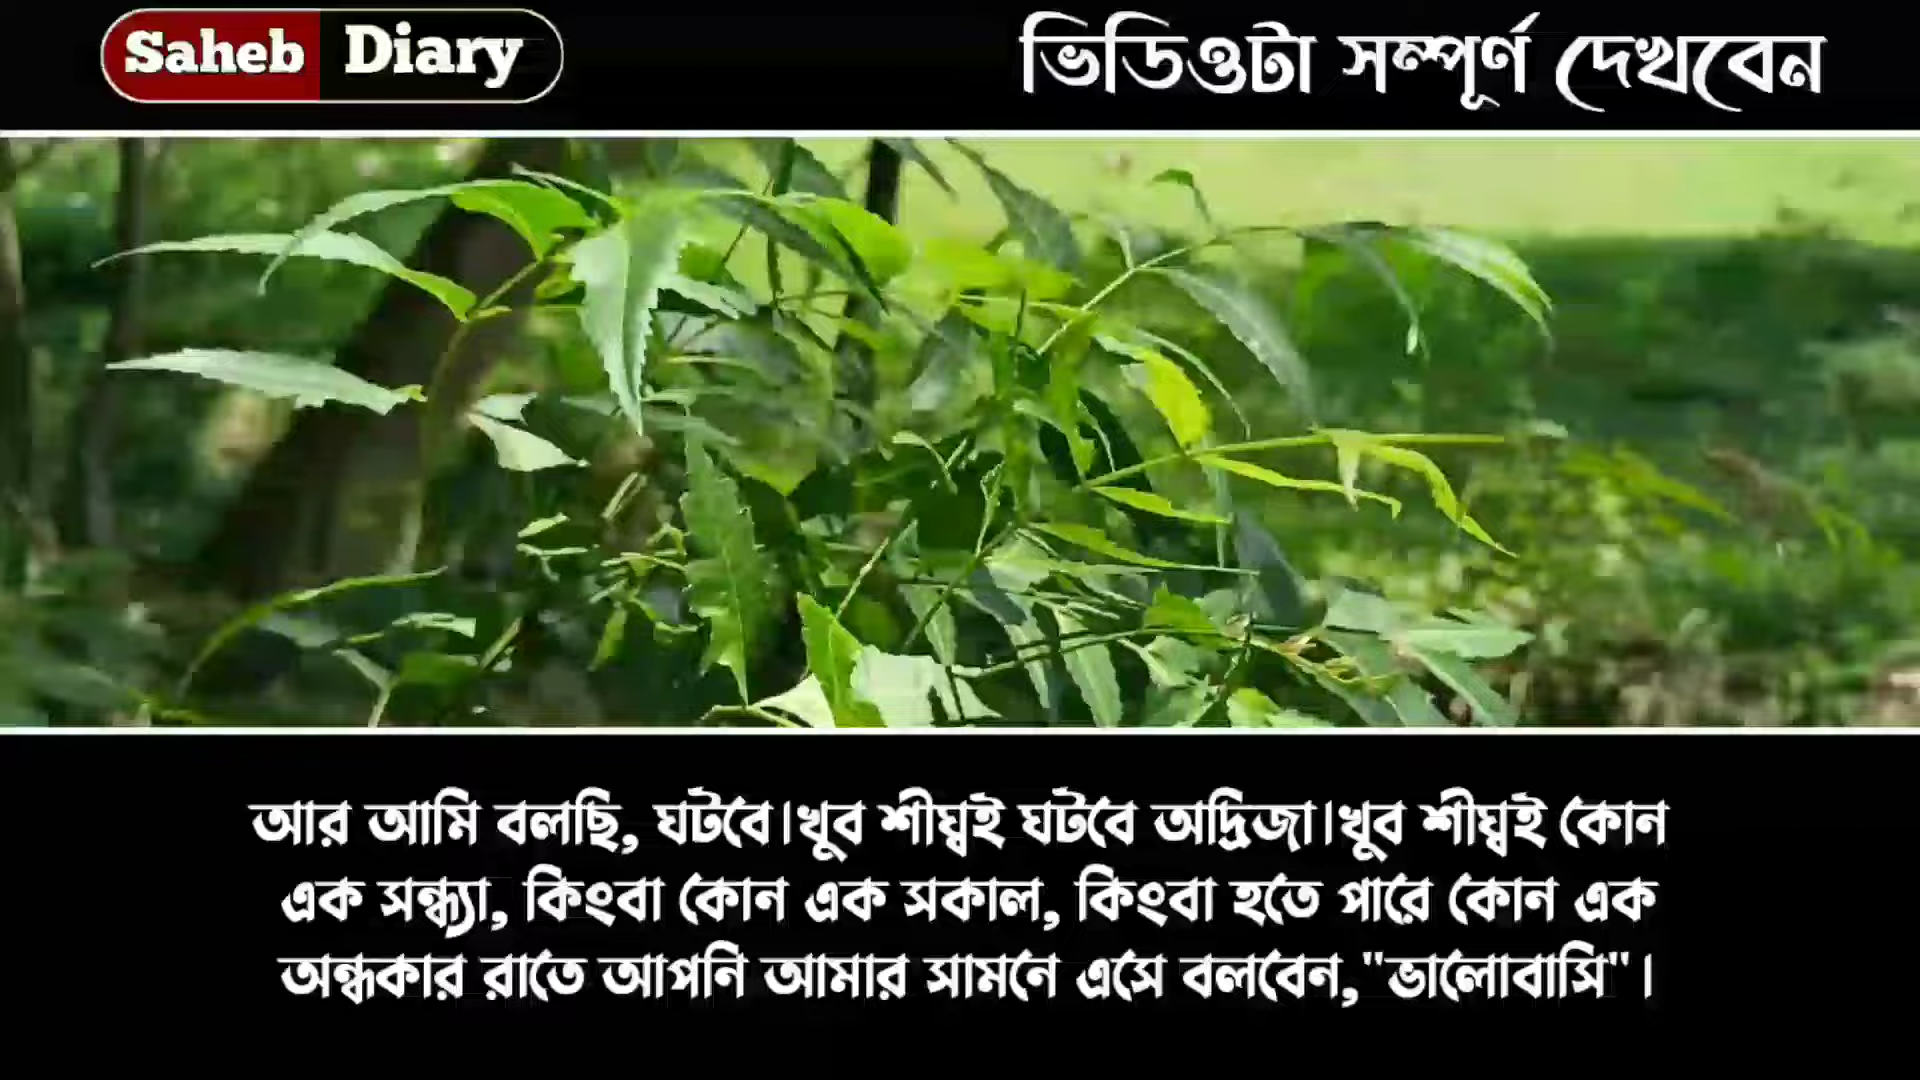 Saheb Diary
ভিডিওটা সম্পূর্ণ দেখবেন
আর আমি বলছি, ঘটবে।খুব শীঘ্রই ঘটবে অদ্রিজা।খুব শীঘ্রই কোন
এক সন্ধ্যা, কিংবা কোন এক সকাল, কিংবা হতে পারে কোন এক
অন্ধকার রাতে আপনি আমার সামনে এসে বলবেন,"ভালোবাসি"।